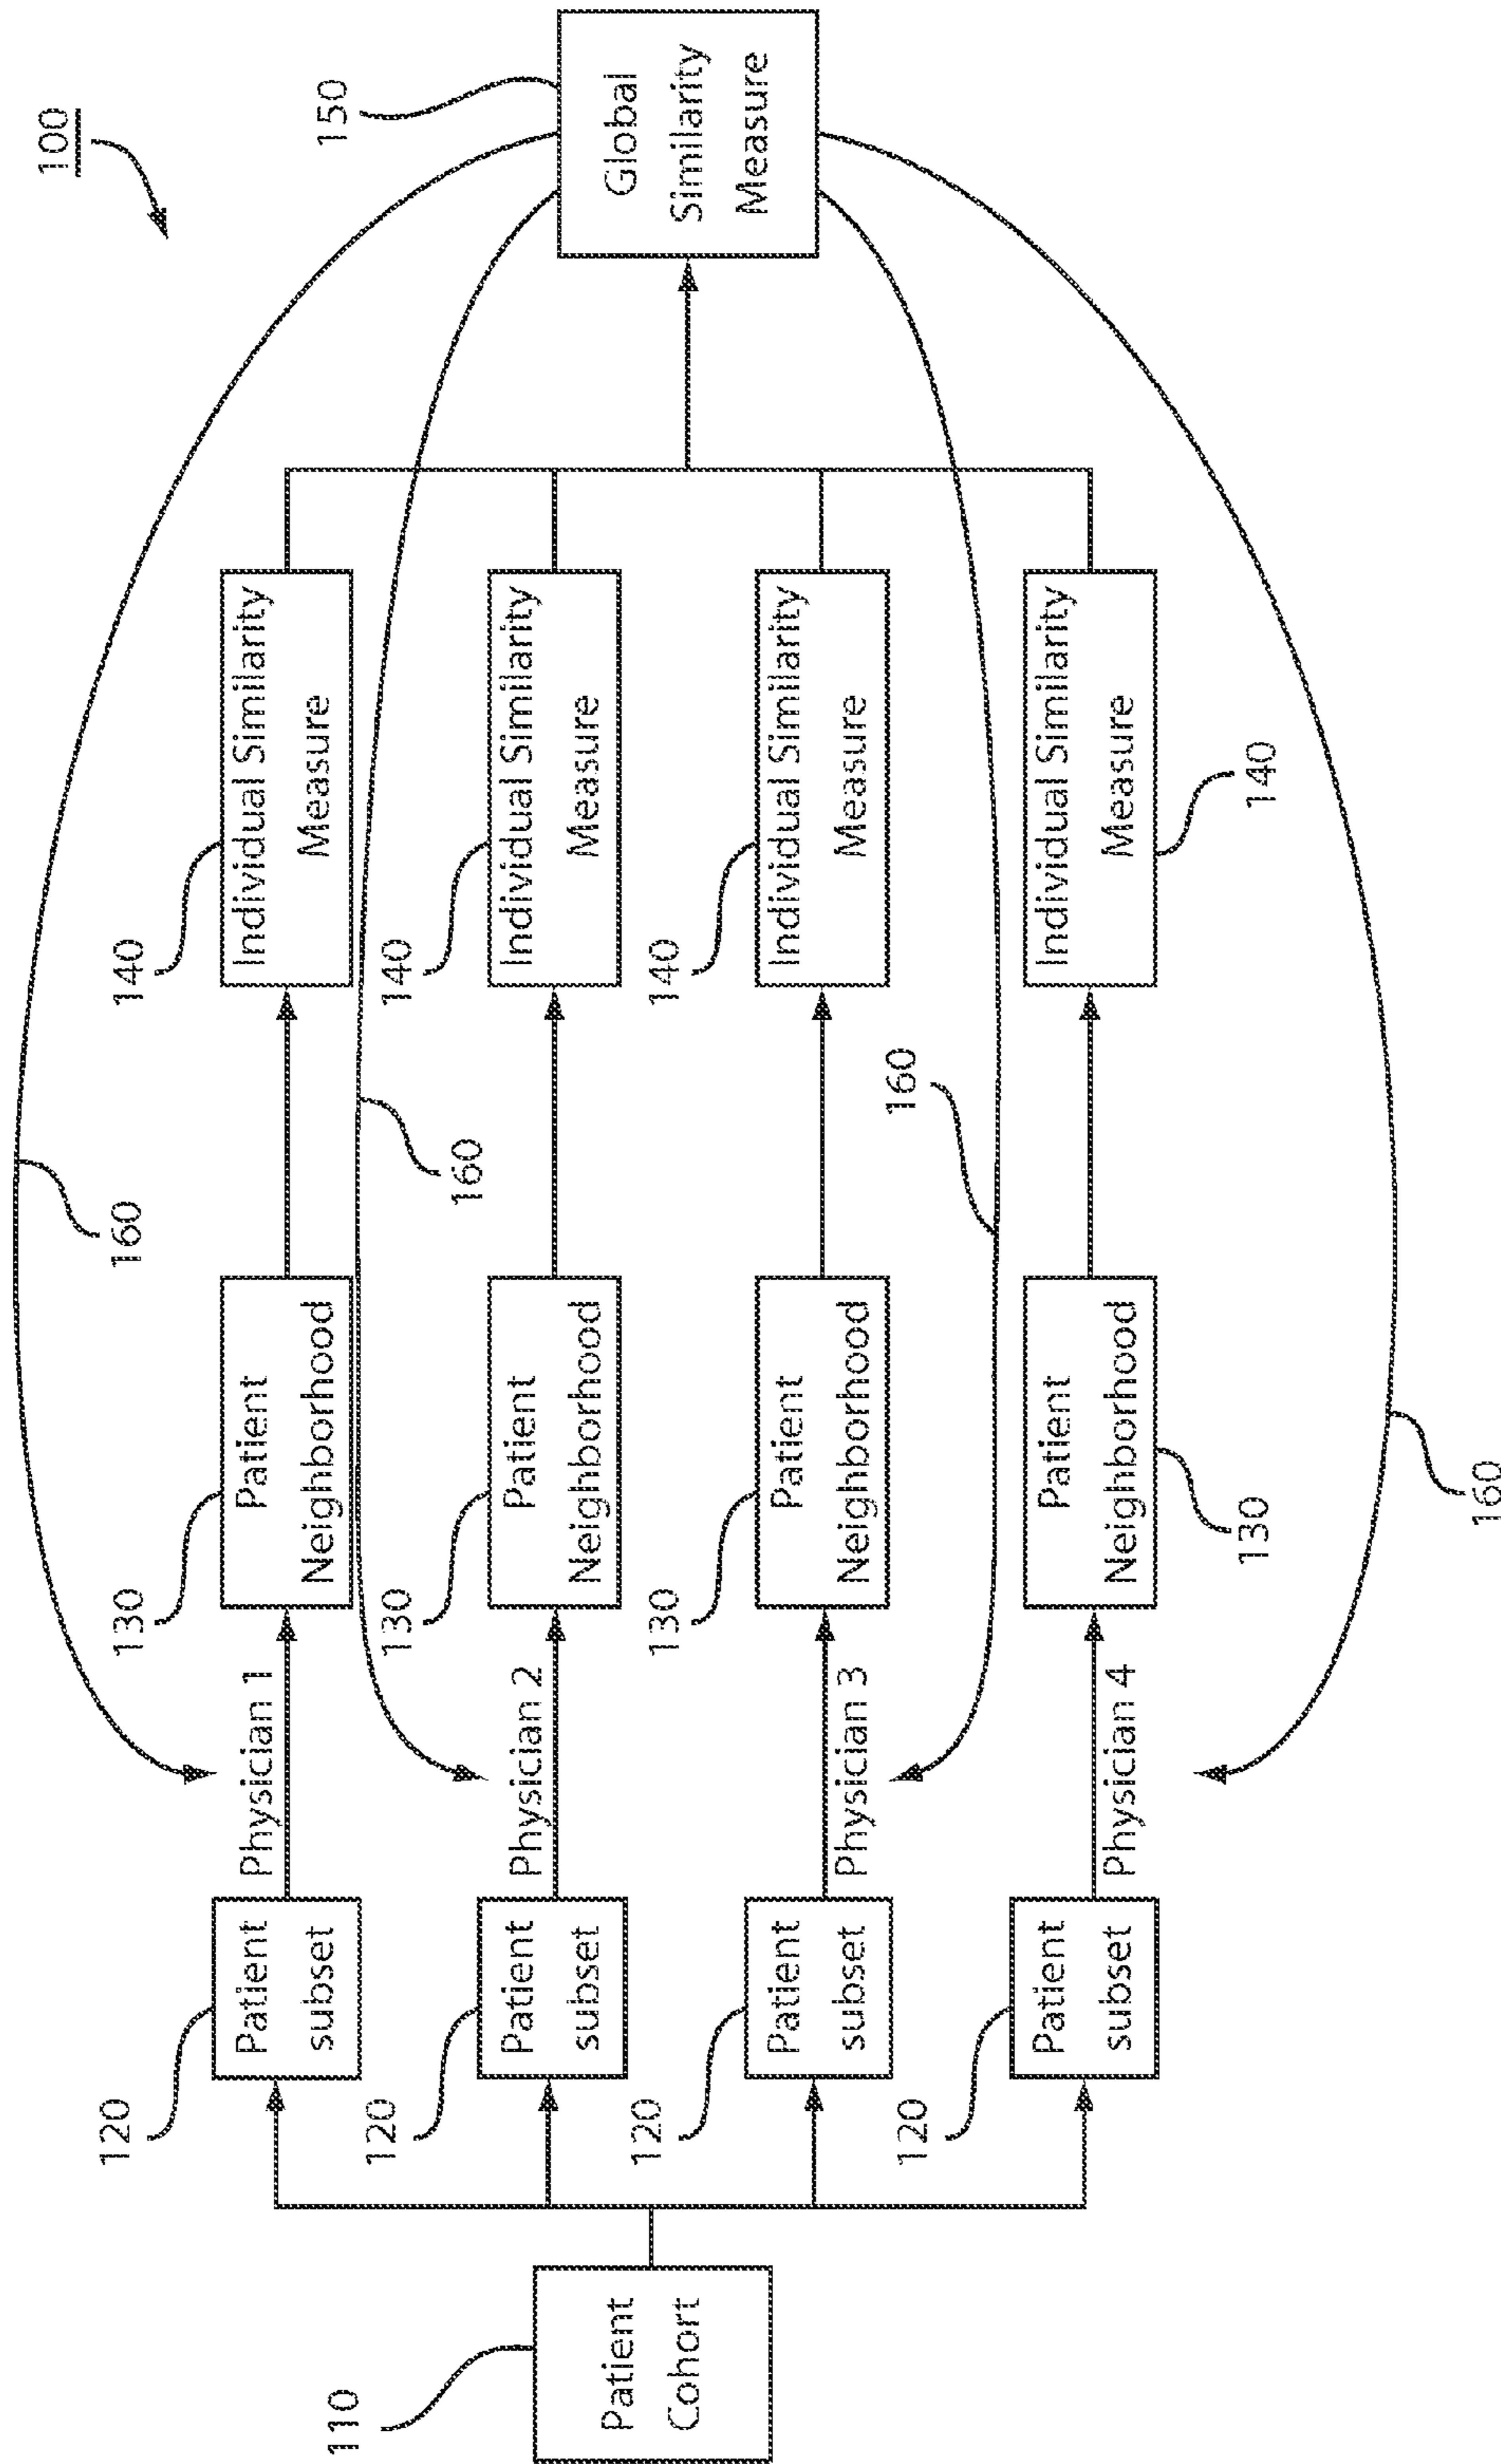 100
120
130
160
140
Patient
subset
Physician 1
Patient
Neighborhood
Individual Similarity
Measure
110
150
120
130
160
140
Patient
subset
Physician 2
Patient
Neighborhood
Individual Similarity
Measure
Patient
Cohort
Global
Similarity
Measure
120
130
140
Patient
subset
Physician 3
Patient
Neighborhood
Individual Similarity
Measure
160
120
Patient
subset
Physician 4
Patient
Neighborhood
Individual Similarity
Measure
130
140
160